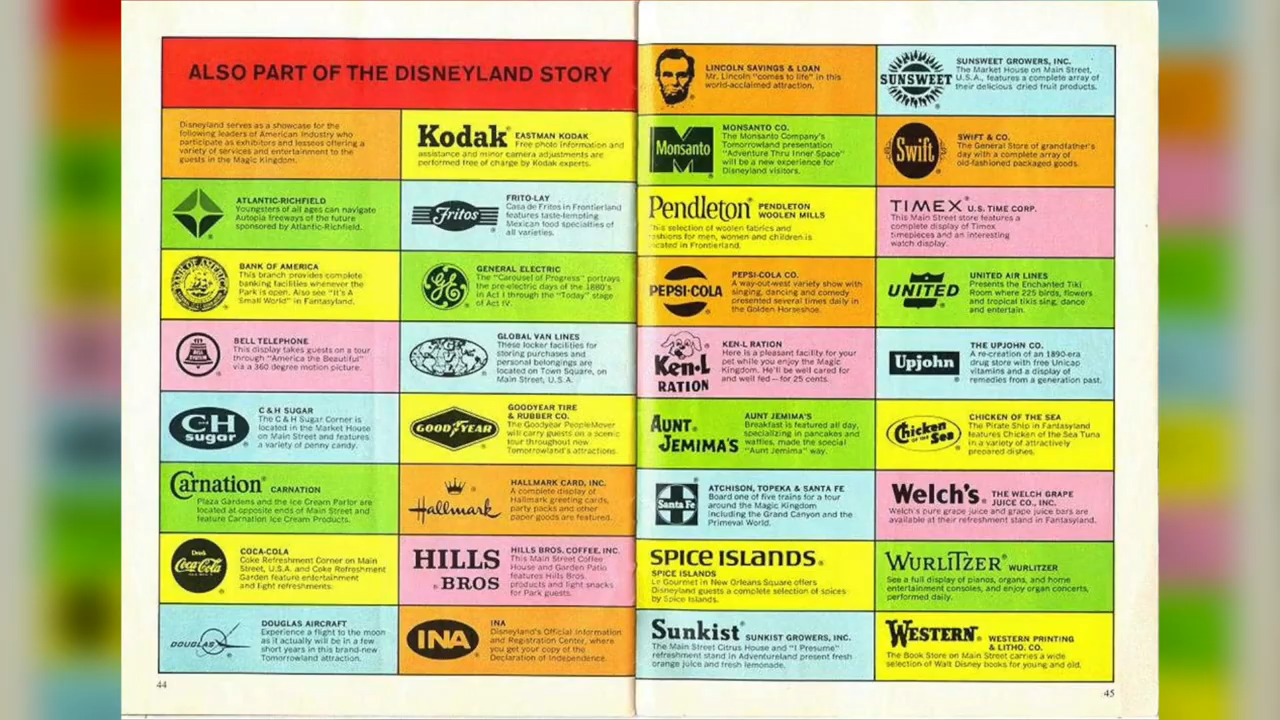 ALSO PART OF THE DISNEYLAND STORY
Disneyland serves as a showcase for the
following leaders of American industry who
participate as exhibitors and lessees offering a
variety of services and entertainment to the
guests in the Magic Kingdom.
Kodak® EASTMAN KODAK
Free photo information and
assistance and minor camera adjustments are
performed free of charge by Kodak experts.
ATLANTIC-RICHFIELD
Youngsters of all ages can navigate
Autopia freeways of the future
sponsored by Atlantic-Richfield.
Fritos
FRITO-LAY
Casa de Fritos in Frontierland
features taste-tempting
Mexican food specialties of
all varieties.
BANK OF AMERICA
This branch provides complete
banking facilities whenever the
Park is open. Also see "It's A
Small World" in Fantasyland.
GE
GENERAL ELECTRIC
The "Carousel of Progress" portrays
the pre-electric days of the 1880's
in Act I through the "Today" stage
of Act IV.
BELL SYSTEM
BELL TELEPHONE
This display takes guests on a tour
through "America the Beautiful"
via a 360 degree motion picture.
GLOBAL VAN LINES
These locker facilities for
storing purchases and
personal belongings are
located on Town Square, on
Main Street, U.S.A.
C and H
sugar
C & H SUGAR
The C & H Sugar Corner is
located in the Market House
on Main Street and features
a variety of penny candy.
GOODYEAR
GOODYEAR TIRE
& RUBBER CO.
The Goodyear PeopleMover
will carry guests on a scenic
tour throughout new
Tomorrowland's attractions.
Carnation® CARNATION
Plaza Gardens and the Ice Cream Parlor are
located at opposite ends of Main Street and
feature Carnation Ice Cream Products.
Hallmark
HALLMARK CARD, INC.
A complete display of
Hallmark greeting cards,
party packs and other
paper goods are featured.
Drink
Coca-Cola
COCA-COLA
Coke Refreshment Corner on Main
Street, U.S.A. and Coke Refreshment
Garden feature entertainment
and light refreshments.
HILLS
BROS
HILLS BROS. COFFEE, INC.
This Main Street Coffee
House and Garden Patio
features Hills Bros.
products and light snacks
for Park guests.
DOUGLAS
DOUGLAS AIRCRAFT
Experience a flight to the moon
as it actually will be in a few
short years in this brand-new
Tomorrowland attraction.
INA
INA
Disneyland's Official Information
and Registration Center, where
you get your copy of the
Declaration of Independence.
44
LINCOLN SAVINGS & LOAN
Mr. Lincoln "comes to life" in this
world-acclaimed attraction.
SUNSWEET
SUNSWEET GROWERS, INC.
The Market House on Main Street,
U.S.A., features a complete array of
their delicious dried fruit products.
Monsanto
MONSANTO CO.
The Monsanto Company's
Tomorrowland presentation
"Adventure Thru Inner Space"
will be a new experience for
Disneyland visitors.
Swift
SWIFT & CO.
The General Store of grandfather's
day with a complete array of
old-fashioned packaged goods.
Pendleton® PENDLETON
WOOLEN MILLS
This selection of woolen fabrics and
fashions for men, women and children is
located in Frontierland.
TIMEX® U.S. TIME CORP.
This Main Street store features a
complete display of Timex
timepieces and an interesting
watch display.
PEPSI-COLA
PEPSI-COLA CO.
A way-out-west variety show with
singing, dancing and comedy
presented several times daily in
the Golden Horseshoe.
UNITED
UNITED AIR LINES
Presents the Enchanted Tiki
Room where 225 birds, flowers
and tropical tikis sing, dance
and entertain.
Ken-L
RATION
KEN-L RATION
Here is a pleasant facility for your
pet while you enjoy the Magic
Kingdom. He'll be well cared for
and well fed—for 25 cents.
Upjohn
THE UPJOHN CO.
A re-creation of an 1890-era
drug store with free Unicap
vitamins and a display of
remedies from a generation past.
AUNT
JEMIMA'S
AUNT JEMIMA'S
Breakfast is featured all day,
specializing in pancakes and
waffles, made the special
"Aunt Jemima" way.
Chicken
OF THE
Sea
CHICKEN OF THE SEA
The Pirate Ship in Fantasyland
features Chicken of the Sea Tuna
in a variety of attractively
prepared dishes.
Santa Fe
ATCHISON, TOPEKA & SANTA FE
Board one of five trains for a tour
around the Magic Kingdom
including the Grand Canyon and the
Primeval World.
Welch's® THE WELCH GRAPE
JUICE CO., INC.
Welch's pure grape juice and grape juice bars are
available at their refreshment stand in Fantasyland.
SPICE ISLANDS®
SPICE ISLANDS
Le Gourmet in New Orleans Square offers
Disneyland guests a complete selection of spices
by Spice Islands.
WURLITZER® WURLITZER
See a full display of pianos, organs, and home
entertainment consoles, and enjoy organ concerts,
performed daily.
Sunkist® SUNKIST GROWERS, INC.
The Main Street Citrus House and "I Presume"
refreshment stand in Adventureland present fresh
orange juice and fresh lemonade.
WESTERN® WESTERN PRINTING
& LITHO. CO.
The Book Store on Main Street carries a wide
selection of Walt Disney books for young and old.
45